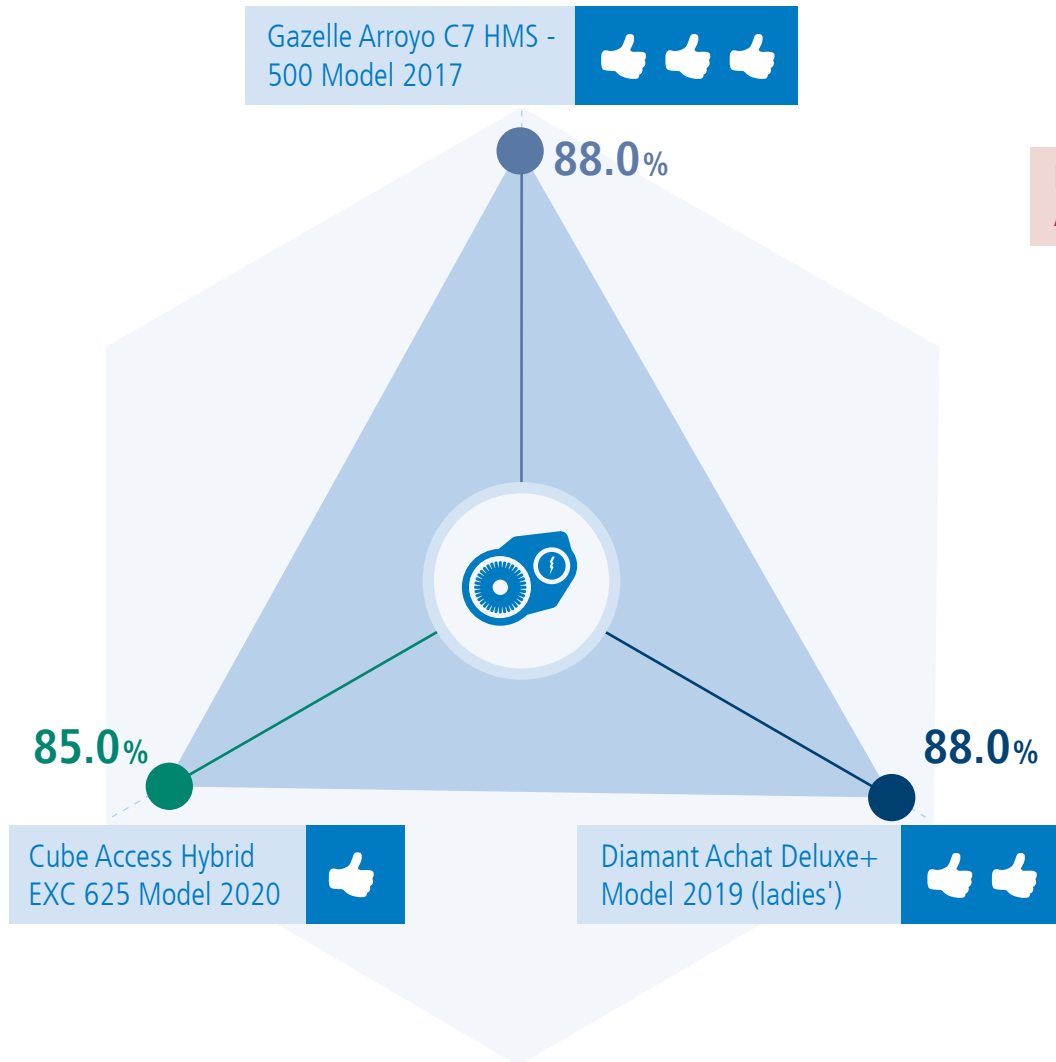 Gazelle Arroyo C7 HMS -
500 Model 2017
88.0%
85.0%
88.0%
Cube Access Hybrid
EXC 625 Model 2020
Diamant Achat Deluxe+
Model 2019 (ladies')